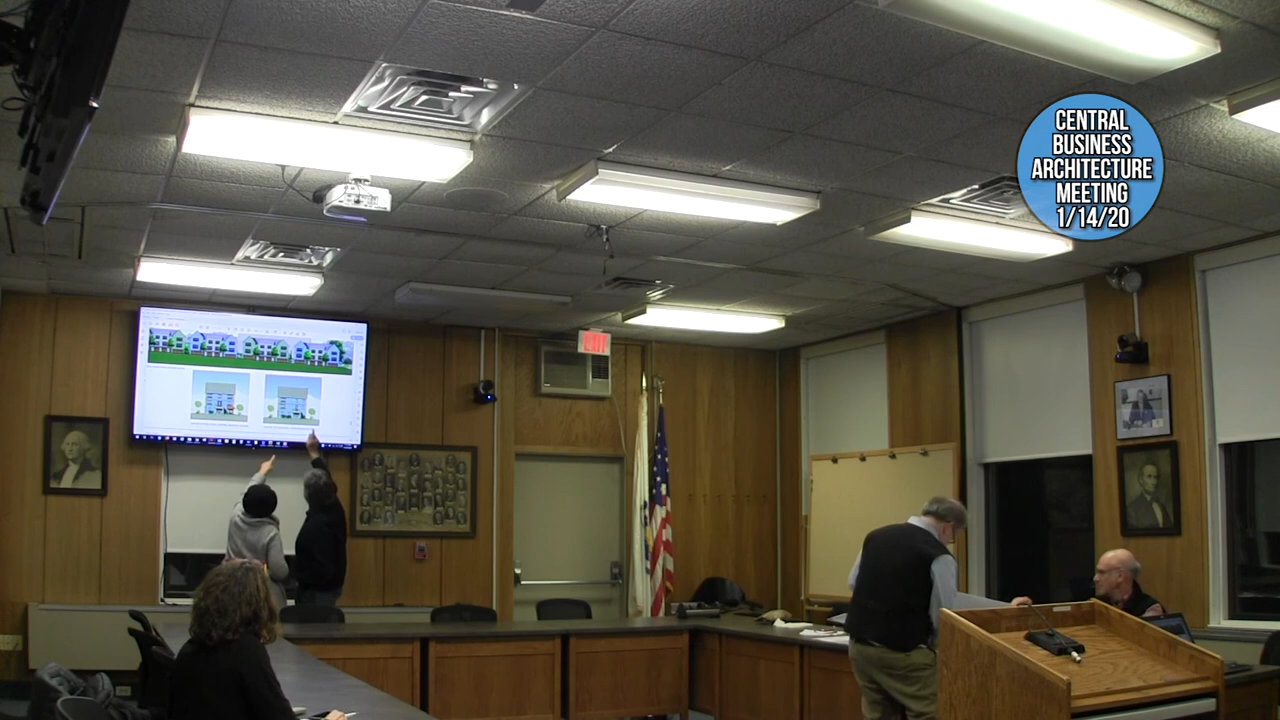 CENTRAL
BUSINESS
ARCHITECTURE
MEETING
1/14/20
EXIT